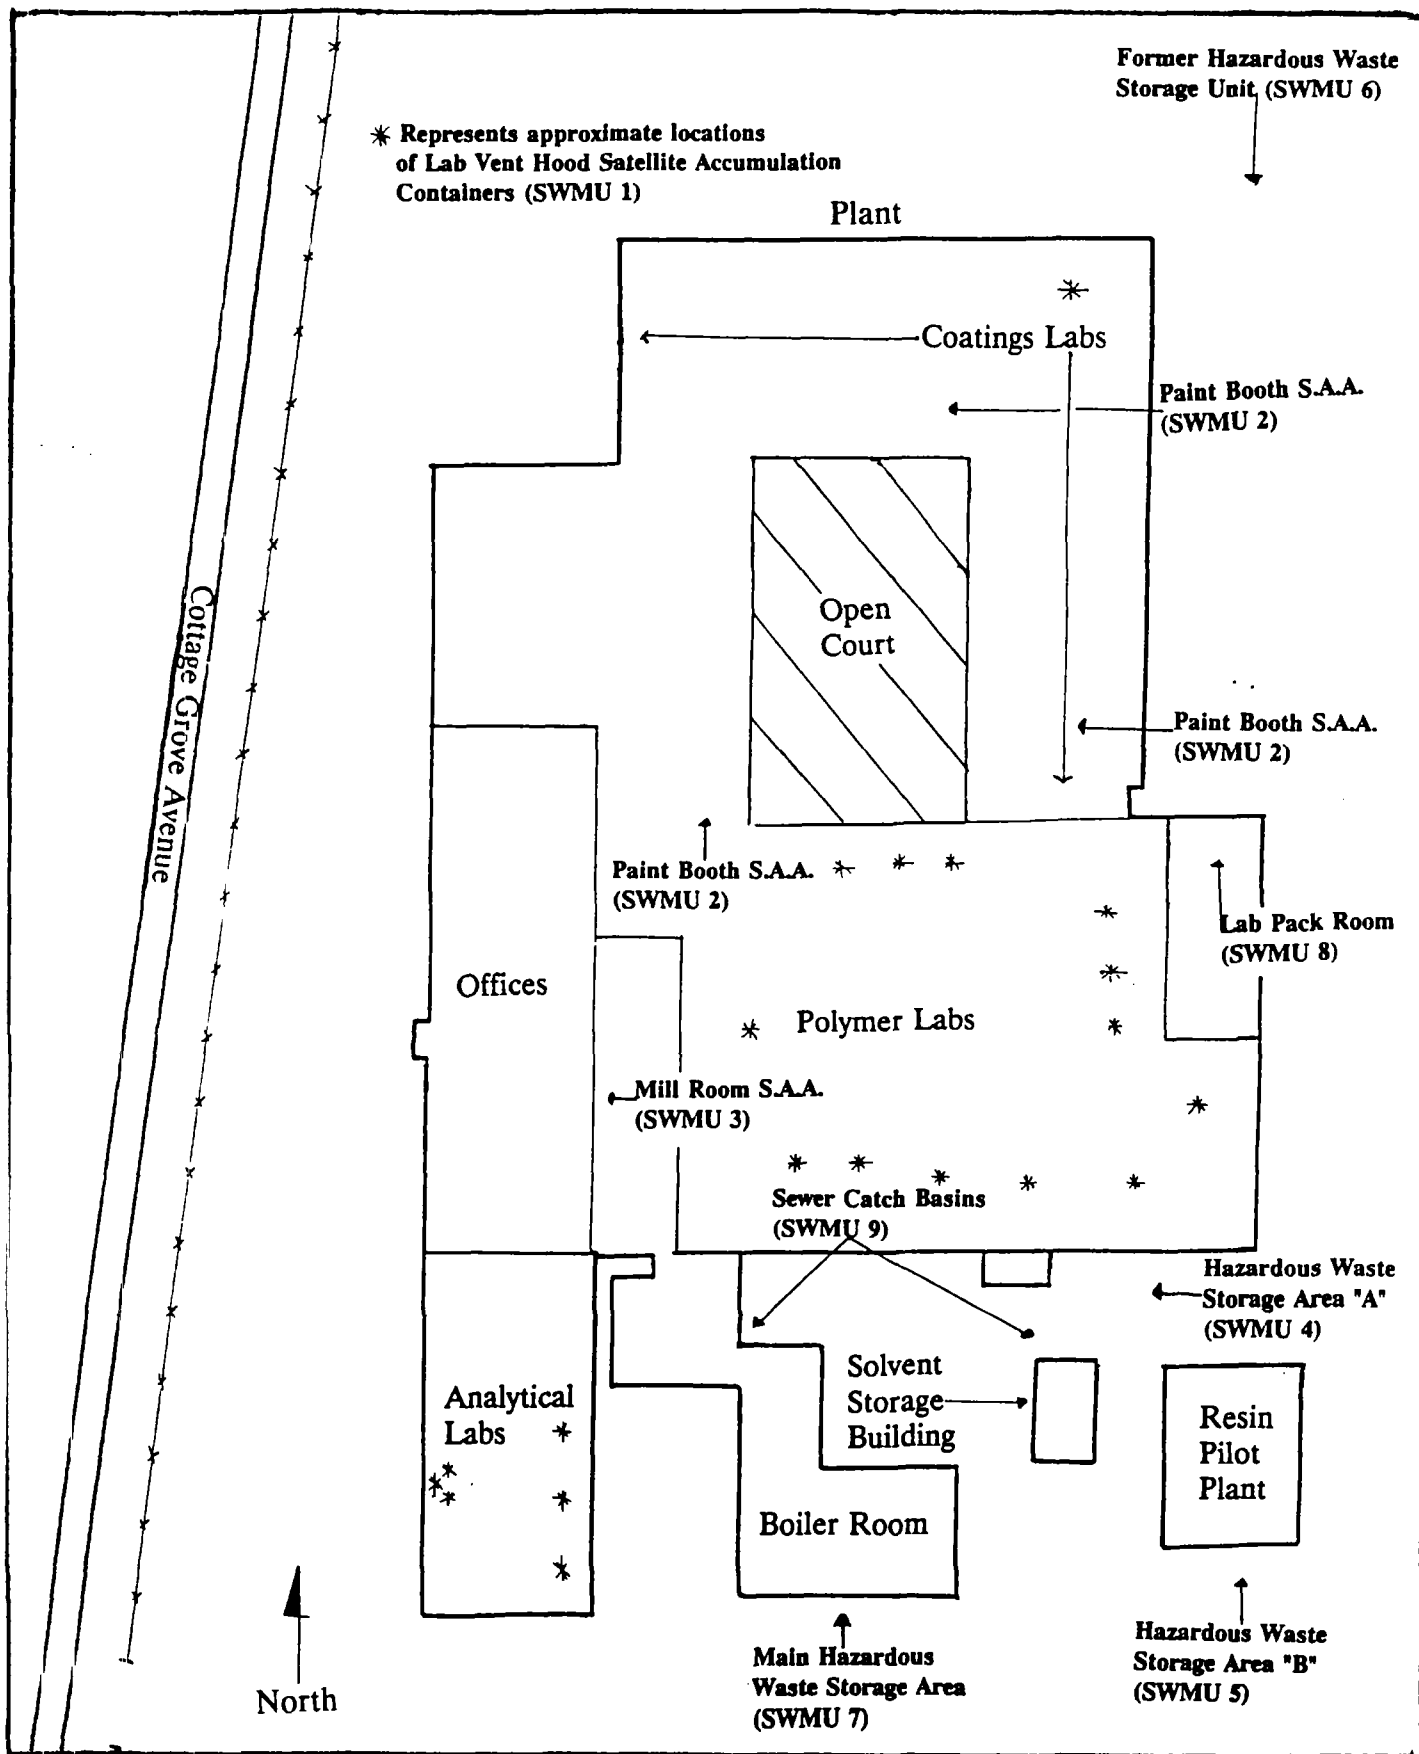 Former Hazardous Waste
Storage Unit (SWMU 6)
Represents approximate locations
of Lab Vent Hood Satellite Accumulation
Containers (SWMU 1)
Plant
Coatings Labs
Paint Booth S.A.A.
(SWMU 2)
Open
Court
Cottage Grove Avenue
Paint Booth S.A.A.
(SWMU 2)
Paint Booth S.A.A.
(SWMU 2)
Lab Pack Room
(SWMU 8)
Offices
Polymer Labs
Mill Room S.A.A.
(SWMU 3)
Sewer Catch Basins
(SWMU 9)
Hazardous Waste
Storage Area "A"
(SWMU 4)
Solvent
Storage
Building
Analytical
Labs
Resin
Pilot
Plant
Boiler Room
North
Main Hazardous
Waste Storage Area
(SWMU 7)
Hazardous Waste
Storage Area "B"
(SWMU 5)